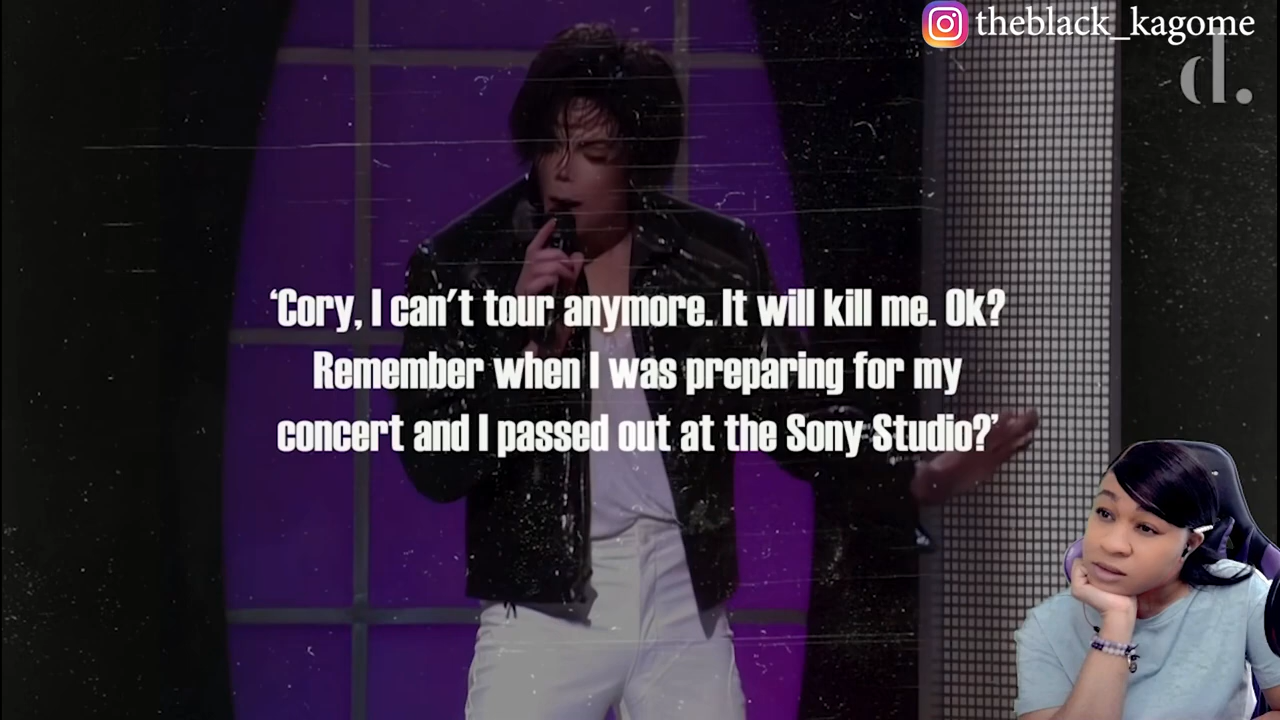 theblack_kagome
d.
‘Cory, I can't tour anymore. It will kill me. Ok?
Remember when I was preparing for my
concert and I passed out at the Sony Studio?’